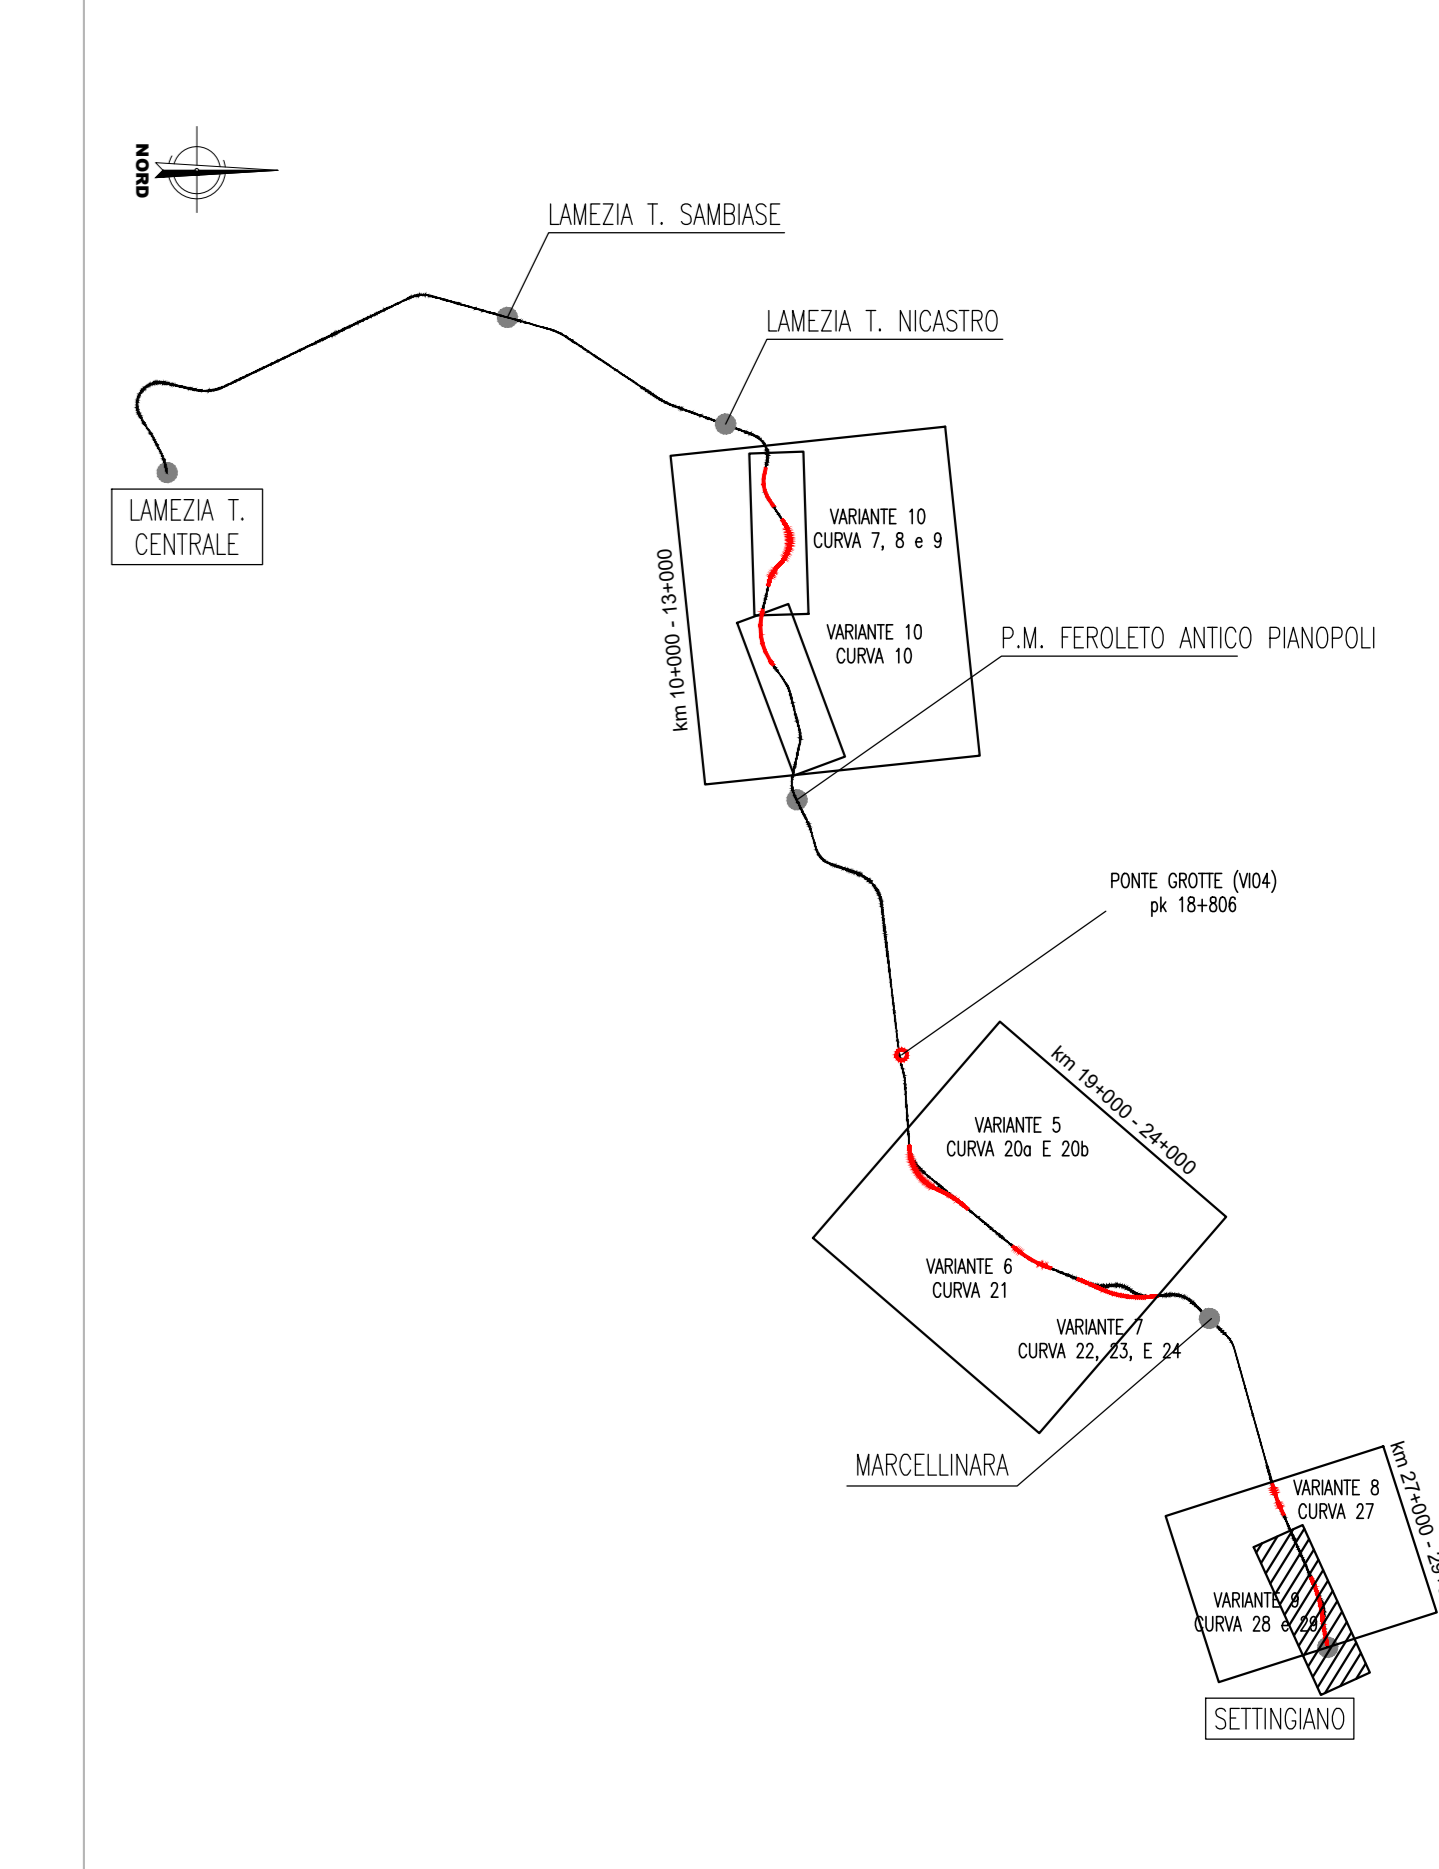 NORD
LAMEZIA T. SAMBIASE
LAMEZIA T. NICASTRO
LAMEZIA T.
CENTRALE
VARIANTE 10
CURVA 7, 8 e 9
km 10+000 - 13+000
VARIANTE 10
CURVA 10
P.M. FEROLETO ANTICO PIANOPOLI
PONTE GROTTE (VI04)
pk 18+806
km 19+000 - 24+000
VARIANTE 5
CURVA 20a E 20b
VARIANTE 6
CURVA 21
VARIANTE 7
CURVA 22, 23, E 24
MARCELLINARA
km 27+000 -
VARIANTE 8
CURVA 27
VARIANTE 9
CURVA 28 e 29
SETTINGIANO